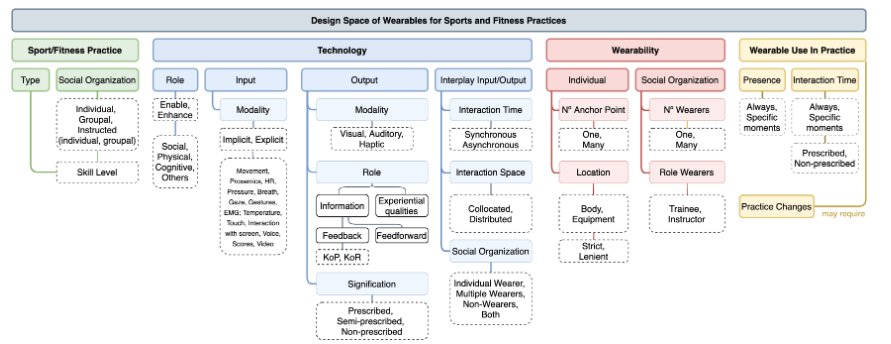 Design Space of Wearables for Sports and Fitness Practices
Sport/Fitness Practice
Technology
Wearability
Wearable Use In Practice
Type
Social Organization
Role
Input
Output
Interplay Input/Output
Individual
Social Organization
Presence
Interaction Time
Individual,
Groupal,
Instructed
(individual, groupal)
Skill Level
Enable,
Enhance
Social,
Physical,
Cognitive,
Others
Modality
Implicit, Explicit
Movement,
Proxemics, HR,
Pressure, Breath,
Gaze, Gestures,
EMG; Temperature,
Touch, Interaction
with screen, Voice,
Scores, Video
Modality
Visual, Auditory,
Haptic
Role
Information
Experiential
qualities
Feedback
Feedforward
KoP, KoR
Signification
Prescribed,
Semi-prescribed,
Non-prescribed
Interaction Time
Synchronous
Asynchronous
Interaction Space
Collocated,
Distributed
Social Organization
Individual Wearer,
Multiple Wearers,
Non-Wearers,
Both
Nº Anchor Point
One,
Many
Location
Body,
Equipment
Strict,
Lenient
Nº Wearers
One,
Many
Role Wearers
Trainee,
Instructor
Always,
Specific
moments
Always,
Specific
moments
Prescribed,
Non-prescribed
Practice Changes
may require